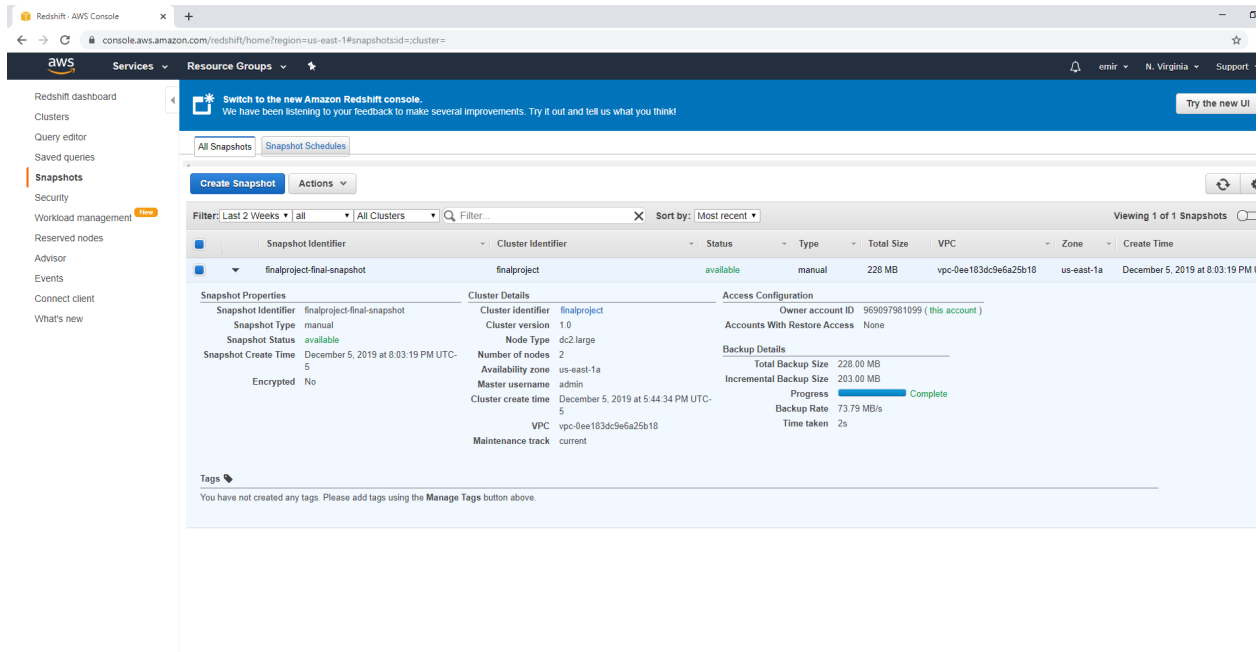 Redshift · AWS Console
console.aws.amazon.com/redshift/home?region=us-east-1#snapshots:id=;cluster=
aws Services Resource Groups emir N. Virginia Support
Redshift dashboard
Clusters
Query editor
Saved queries
Snapshots
Security
Workload management New
Reserved nodes
Advisor
Events
Connect client
What's new
Switch to the new Amazon Redshift console.
We have been listening to your feedback to make several improvements. Try it out and tell us what you think!
Try the new UI
All Snapshots Snapshot Schedules
Create Snapshot Actions
Filter: Last 2 Weeks all All Clusters Filter... Sort by: Most recent Viewing 1 of 1 Snapshots
Snapshot Identifier Cluster Identifier Status Type Total Size VPC Zone Create Time
finalproject-final-snapshot finalproject available manual 228 MB vpc-0ee183dc9e6a25b18 us-east-1a December 5, 2019 at 8:03:19 PM
Snapshot Properties
Snapshot Identifier finalproject-final-snapshot
Snapshot Type manual
Snapshot Status available
Snapshot Create Time December 5, 2019 at 8:03:19 PM UTC-
5
Encrypted No
Cluster Details
Cluster identifier finalproject
Cluster version 1.0
Node Type dc2.large
Number of nodes 2
Availability zone us-east-1a
Master username admin
Cluster create time December 5, 2019 at 5:44:34 PM UTC-
5
VPC vpc-0ee183dc9e6a25b18
Maintenance track current
Access Configuration
Owner account ID 969097981099 ( this account )
Accounts With Restore Access None
Backup Details
Total Backup Size 228.00 MB
Incremental Backup Size 203.00 MB
Progress Complete
Backup Rate 73.79 MB/s
Time taken 2s
Tags
You have not created any tags. Please add tags using the Manage Tags button above.